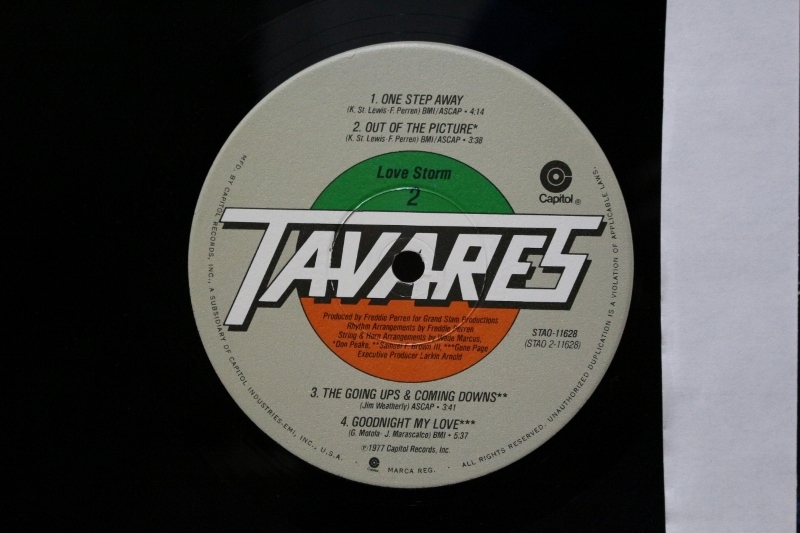 1. ONE STEP AWAY
(K. St. Lewis-F. Perren) BMI/ASCAP • 4:14
2. OUT OF THE PICTURE*
(K. St. Lewis-F. Perren) BMI/ASCAP • 3:38
Love Storm
2
Capitol®
TAVARES
Produced by Freddie Perren for Grand Slam Productions
Rhythm Arrangements by Freddie Perren
String & Horn Arrangements by Wade Marcus,
*Don Peake, **Samuel F. Brown III, ***Gene Page
Executive Producer Larkin Arnold
STAO-11628
(STAO 2-11628)
3. THE GOING UPS & COMING DOWNS**
(Jim Weatherly) ASCAP • 3:41
4. GOODNIGHT MY LOVE***
(G. Motola-J. Marascalco) BMI • 5:37
℗1977 Capitol Records, Inc.
MFD. BY CAPITOL RECORDS, INC., A SUBSIDIARY OF CAPITOL INDUSTRIES-EMI, INC., U.S.A. · MARCA REG. · ALL RIGHTS RESERVED. UNAUTHORIZED DUPLICATION IS A VIOLATION OF APPLICABLE LAWS.